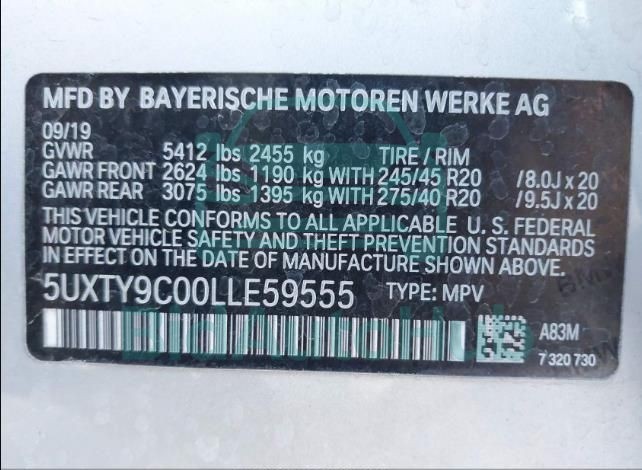 MFD BY BAYERISCHE MOTOREN WERKE AG
09/19
GVWR 5412 lbs 2455 kg TIRE / RIM
GAWR FRONT 2624 lbs 1190 kg WITH 245/45 R20 /8.0J x 20
GAWR REAR 3075 lbs 1395 kg WITH 275/40 R20 /9.5J x 20
THIS VEHICLE CONFORMS TO ALL APPLICABLE U. S. FEDERAL
MOTOR VEHICLE SAFETY AND THEFT PREVENTION STANDARDS
IN EFFECT ON THE DATE OF MANUFACTURE SHOWN ABOVE.
5UXTY9C00LLE59555 TYPE: MPV
A83M
7 320 730